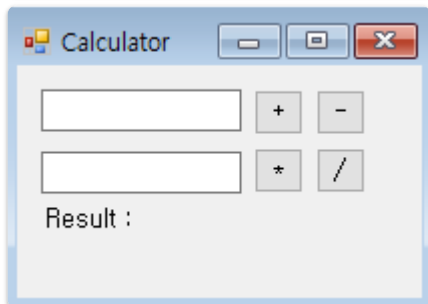 Calculator
+ -
* /
Result :